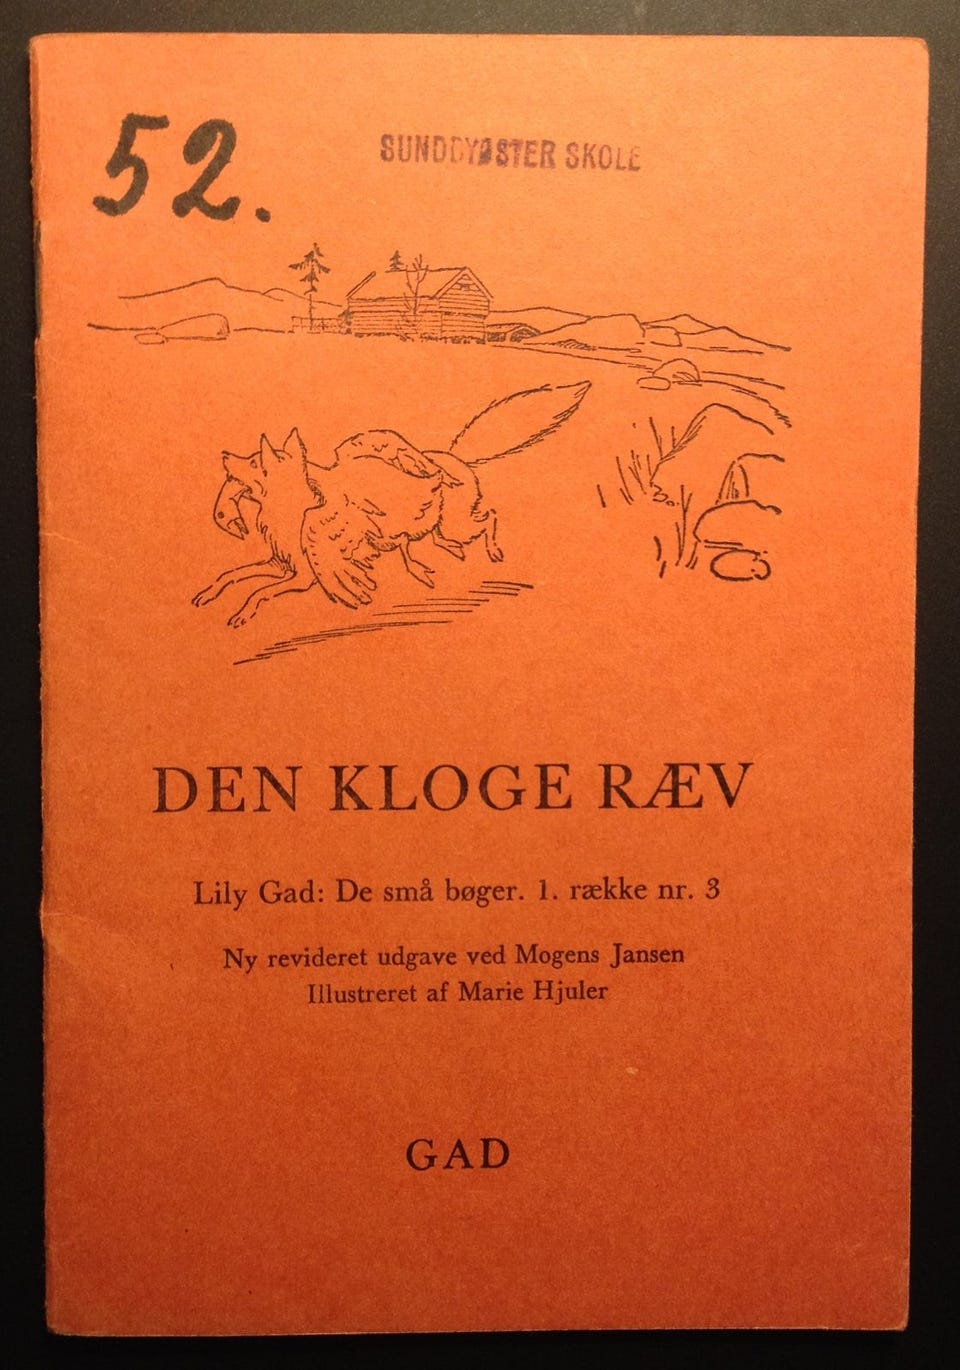 52.
SUNDBYØSTER SKOLE
DEN KLOGE RÆV
Lily Gad: De små bøger. 1. række nr. 3
Ny revideret udgave ved Mogens Jansen
Illustreret af Marie Hjuler
GAD